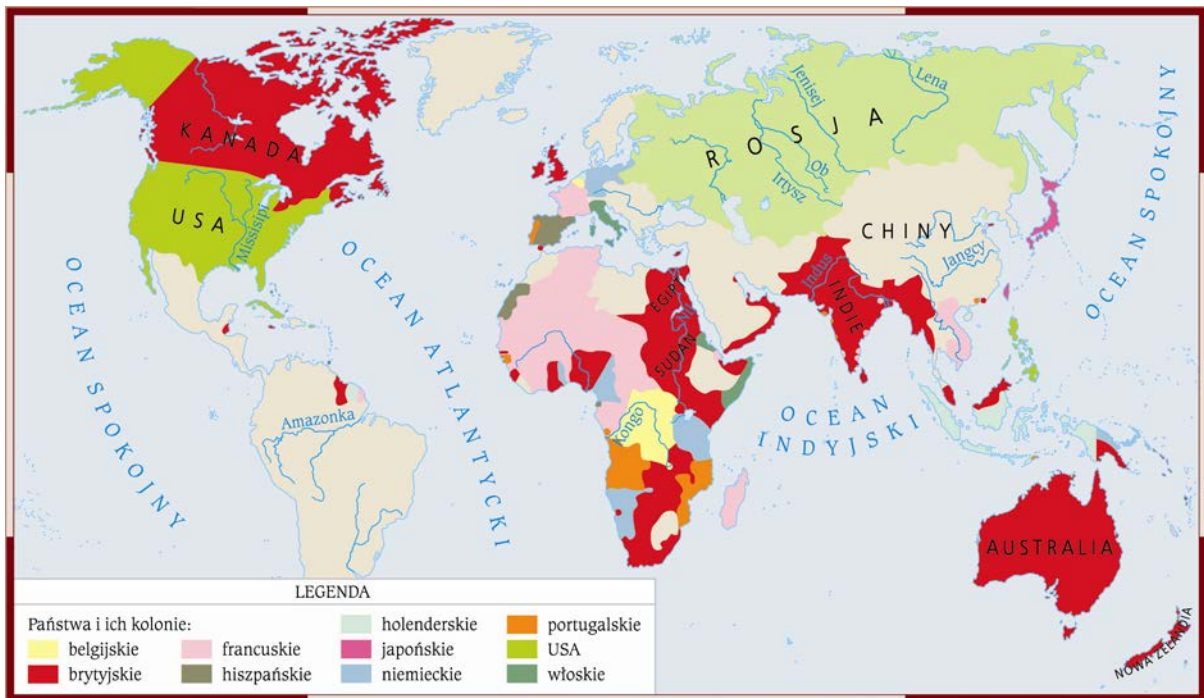 KANADA
USA
Missisipi
OCEAN SPOKOJNY
OCEAN ATLANTYCKI
Amazonka
ROSJA
Jenisej
Lena
Ob
Irtysz
CHINY
Jangcy
Indus
INDIE
EGIPT
Nil
SUDAN
Kongo
OCEAN
INDYJSKI
OCEAN SPOKOJNY
AUSTRALIA
NOWA ZELANDIA
LEGENDA
Państwa i ich kolonie:
belgijskie
brytyjskie
francuskie
hiszpańskie
holenderskie
japońskie
niemieckie
portugalskie
USA
włoskie